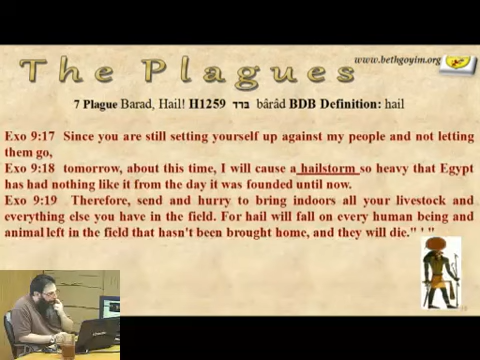 www.bethgoyim.org
The Plagues
7 Plague Barad, Hail! H1259 ברד bârâd BDB Definition: hail
Exo 9:17 Since you are still setting yourself up against my people and not letting
them go,
Exo 9:18 tomorrow, about this time, I will cause a hailstorm so heavy that Egypt
has had nothing like it from the day it was founded until now.
Exo 9:19 Therefore, send and hurry to bring indoors all your livestock and
everything else you have in the field. For hail will fall on every human being and
animal left in the field that hasn't been brought home, and they will die." ' "